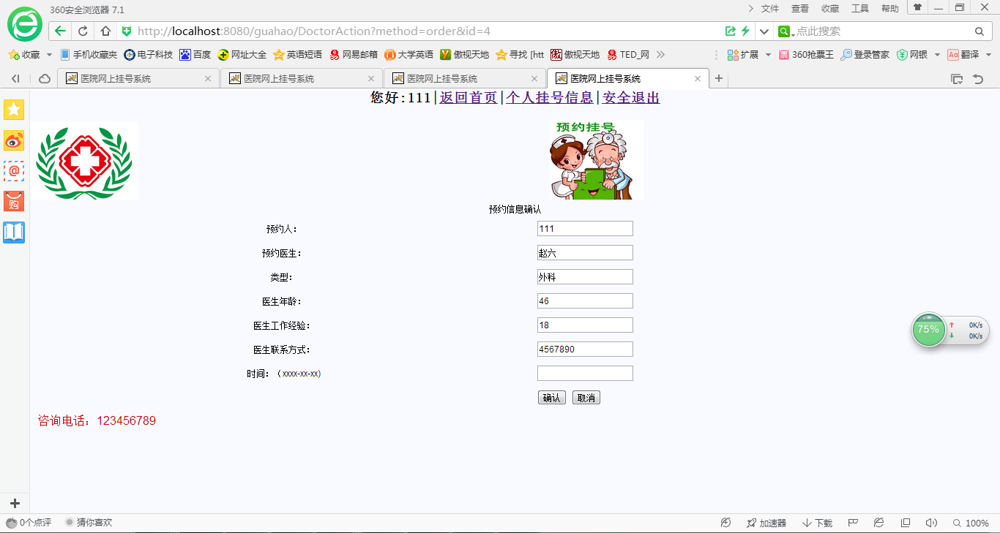 360安全浏览器 7.1
文件 查看 收藏 工具 帮助
http://localhost:8080/guahao/DoctorAction?method=order&id=4
点此搜索
收藏 手机收藏夹 电子科技 百度 网址大全 英语短语 网易邮箱 大学英语 傲视天地 寻找 [htt 傲视天地 TED_网 扩展 360抢票王 登录管家 网银 翻译
医院网上挂号系统 医院网上挂号系统 医院网上挂号系统 医院网上挂号系统
您好:111|返回首页|个人挂号信息|安全退出
预约挂号
预约信息确认
预约人: 111
预约医生: 赵六
类型: 外科
医生年龄: 46
医生工作经验: 18
医生联系方式: 4567890
时间:(xxxx-xx-xx)
确认 取消
咨询电话:123456789
购
75%
0K/s
0K/s
0个点评 猜你喜欢
加速器 下载 100%